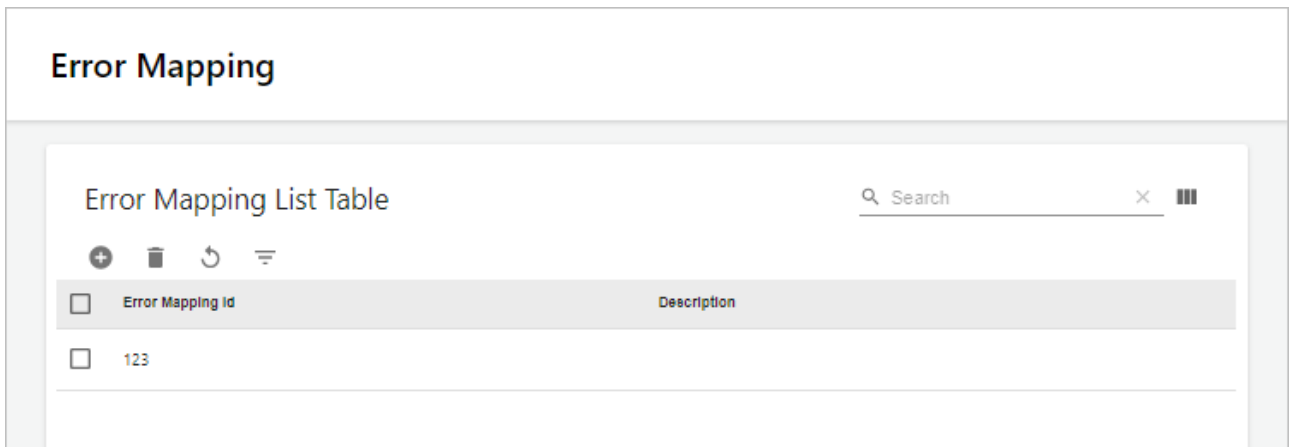 Error Mapping
Error Mapping List Table
Search
Error Mapping Id
Description
123